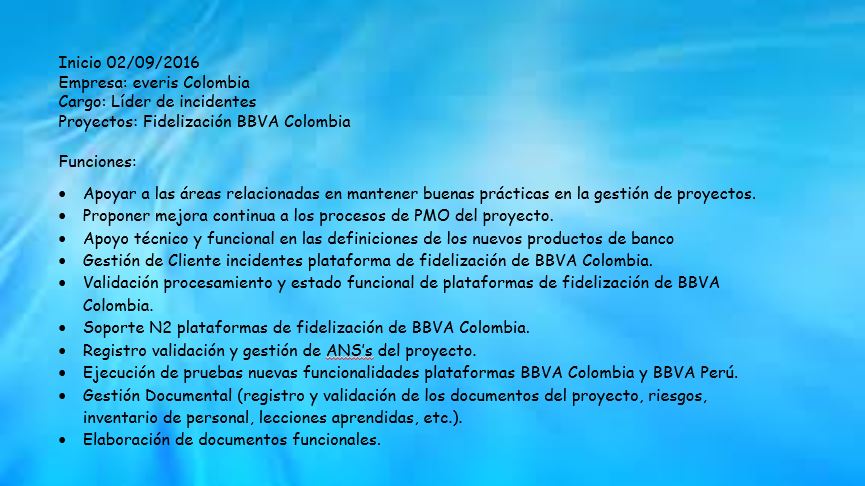 Inicio 02/09/2016
Empresa: everis Colombia
Cargo: Líder de incidentes
Proyectos: Fidelización BBVA Colombia
Funciones:
• Apoyar a las áreas relacionadas en mantener buenas prácticas en la gestión de proyectos.
• Proponer mejora continua a los procesos de PMO del proyecto.
• Apoyo técnico y funcional en las definiciones de los nuevos productos de banco
• Gestión de Cliente incidentes plataforma de fidelización de BBVA Colombia.
• Validación procesamiento y estado funcional de plataformas de fidelización de BBVA
Colombia.
• Soporte N2 plataformas de fidelización de BBVA Colombia.
• Registro validación y gestión de ANS's del proyecto.
• Ejecución de pruebas nuevas funcionalidades plataformas BBVA Colombia y BBVA Perú.
• Gestión Documental (registro y validación de los documentos del proyecto, riesgos,
inventario de personal, lecciones aprendidas, etc.).
• Elaboración de documentos funcionales.